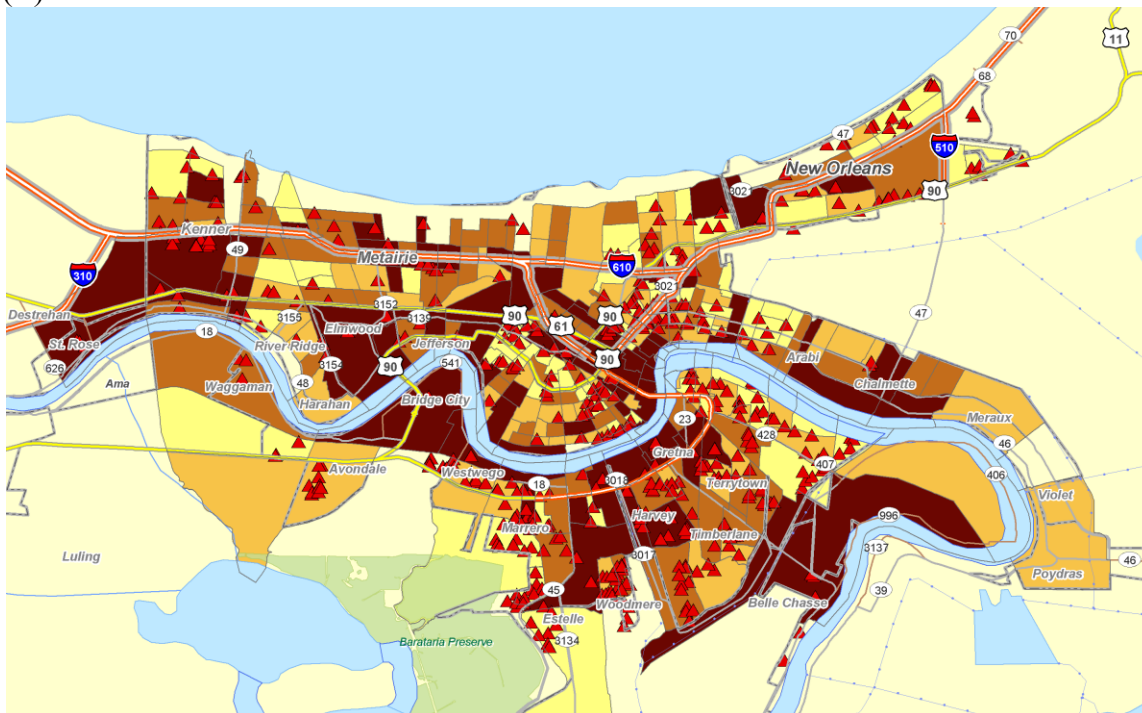 70
11
68
47
510
New Orleans
90
3021
Kenner
49
Metairie
610
310
3021
Destrehan
3152
90
90
61
3155
3139
Elmwood
47
St. Rose
18
River Ridge
Jefferson
90
Arabi
626
3154
90
541
Chalmette
Ama
Waggaman
48
Harahan
Bridge City
23
Meraux
428
46
Gretna
Avondale
Westwego
407
406
18
3018
Terrytown
Violet
Marrero
Harvey
996
Timberlane
Luling
3017
3137
46
Poydras
45
39
Woodmere
Belle Chasse
Estelle
3134
Barataria Preserve